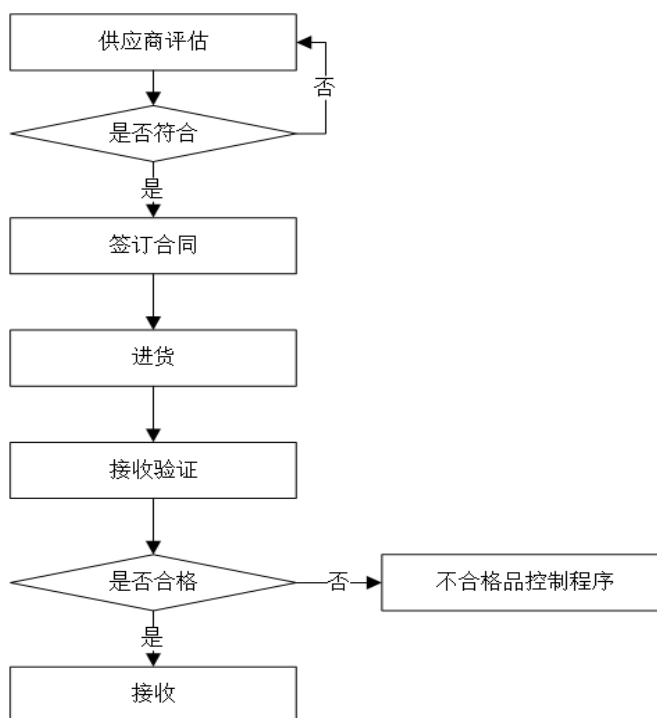 供应商评估
否
是否符合
是
签订合同
进货
接收验证
是否合格
否
不合格品控制程序
是
接收